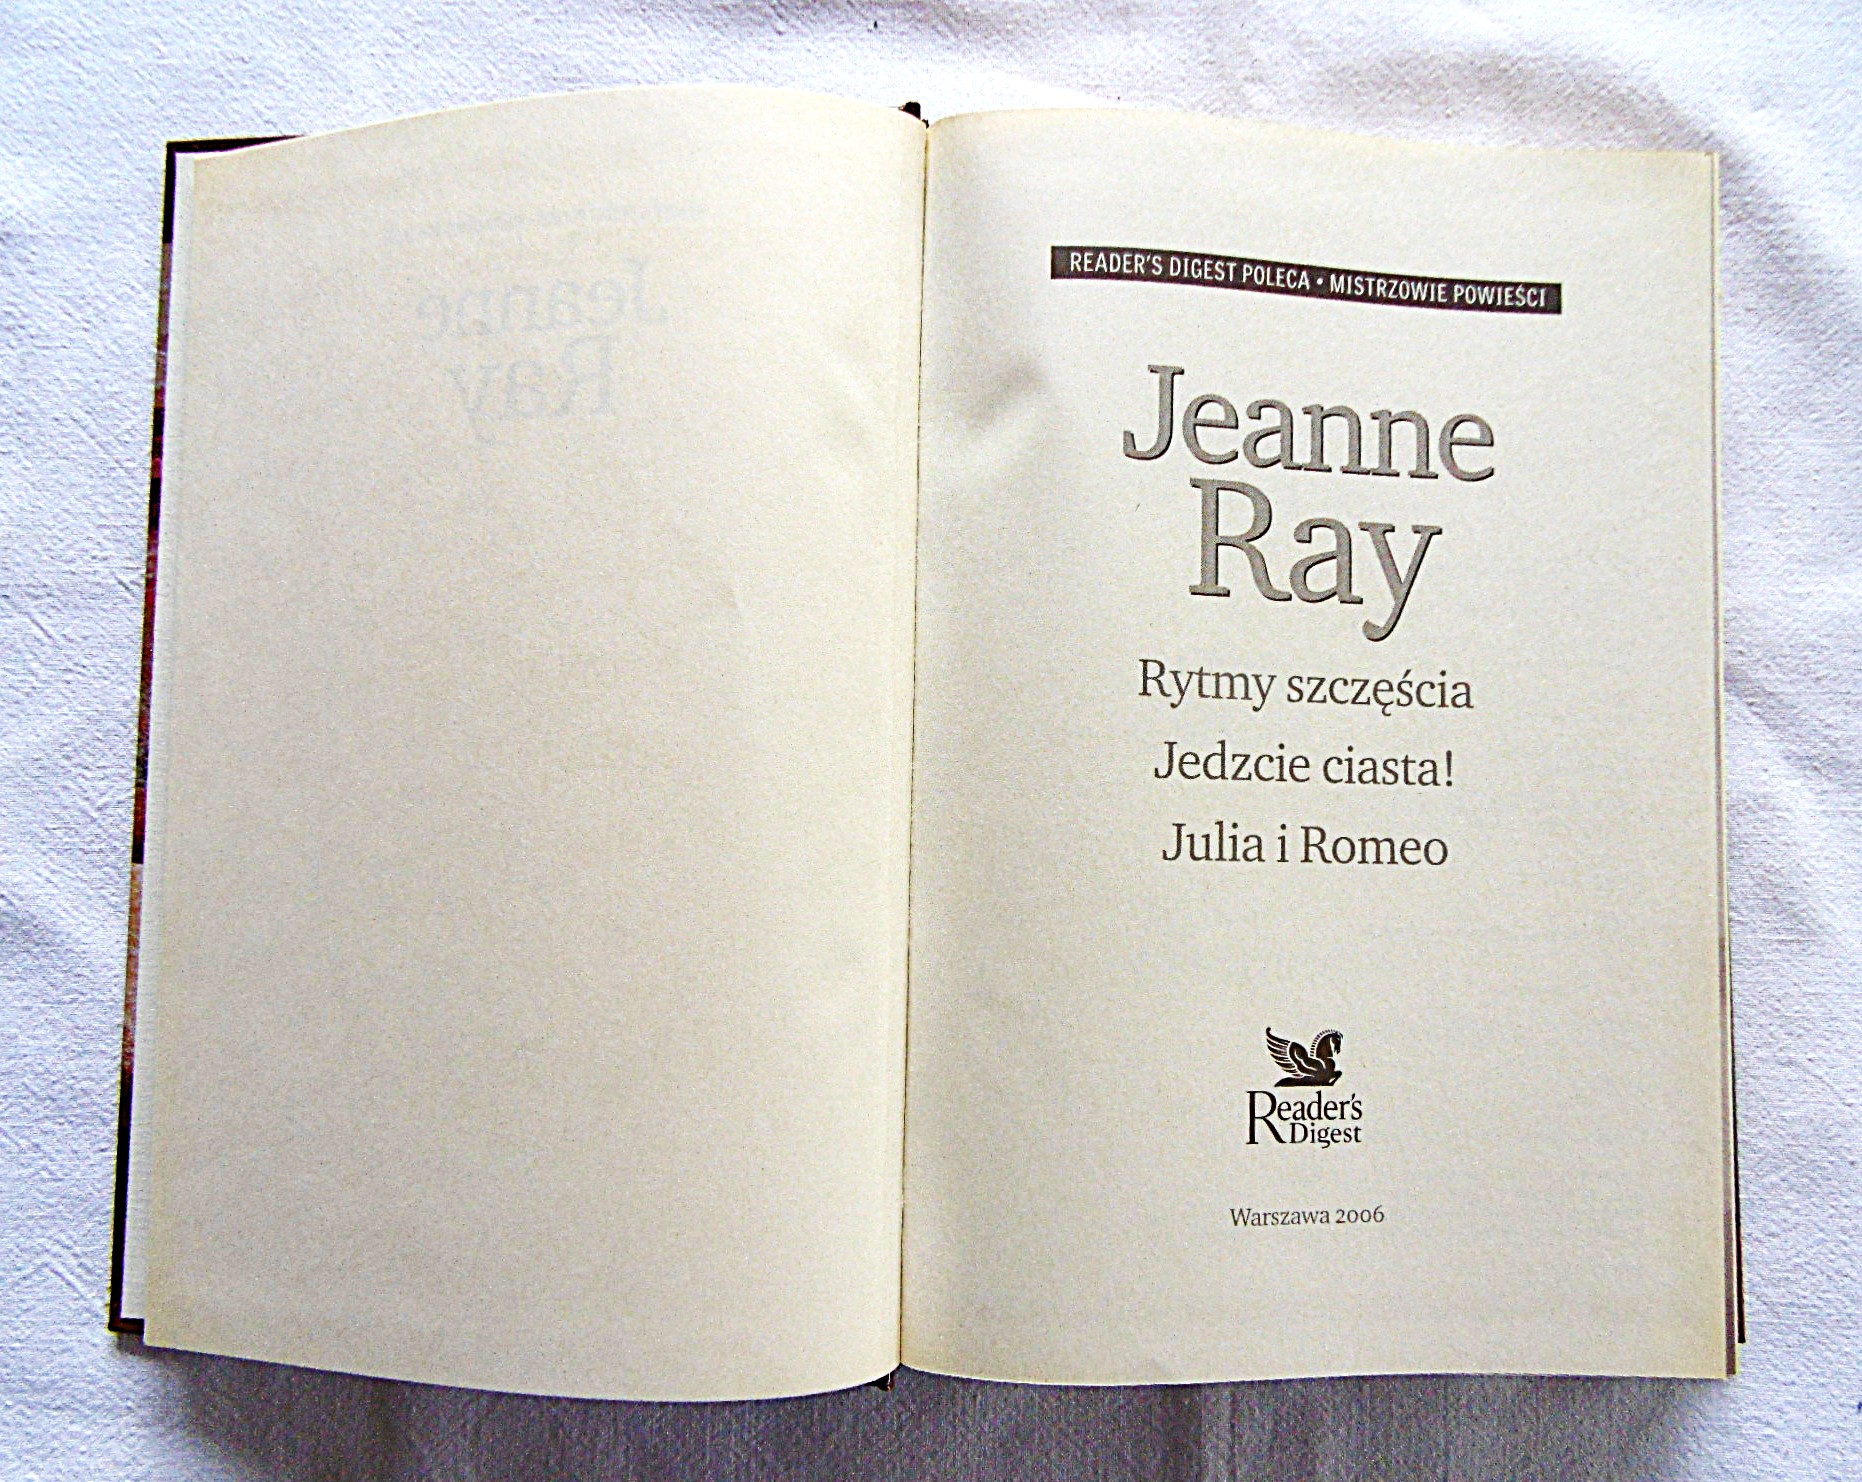 READER'S DIGEST POLECA • MISTRZOWIE POWIEŚCI
Jeanne
Ray
Rytmy szczęścia
Jedzcie ciasta!
Julia i Romeo
Reader's
Digest
Warszawa 2006